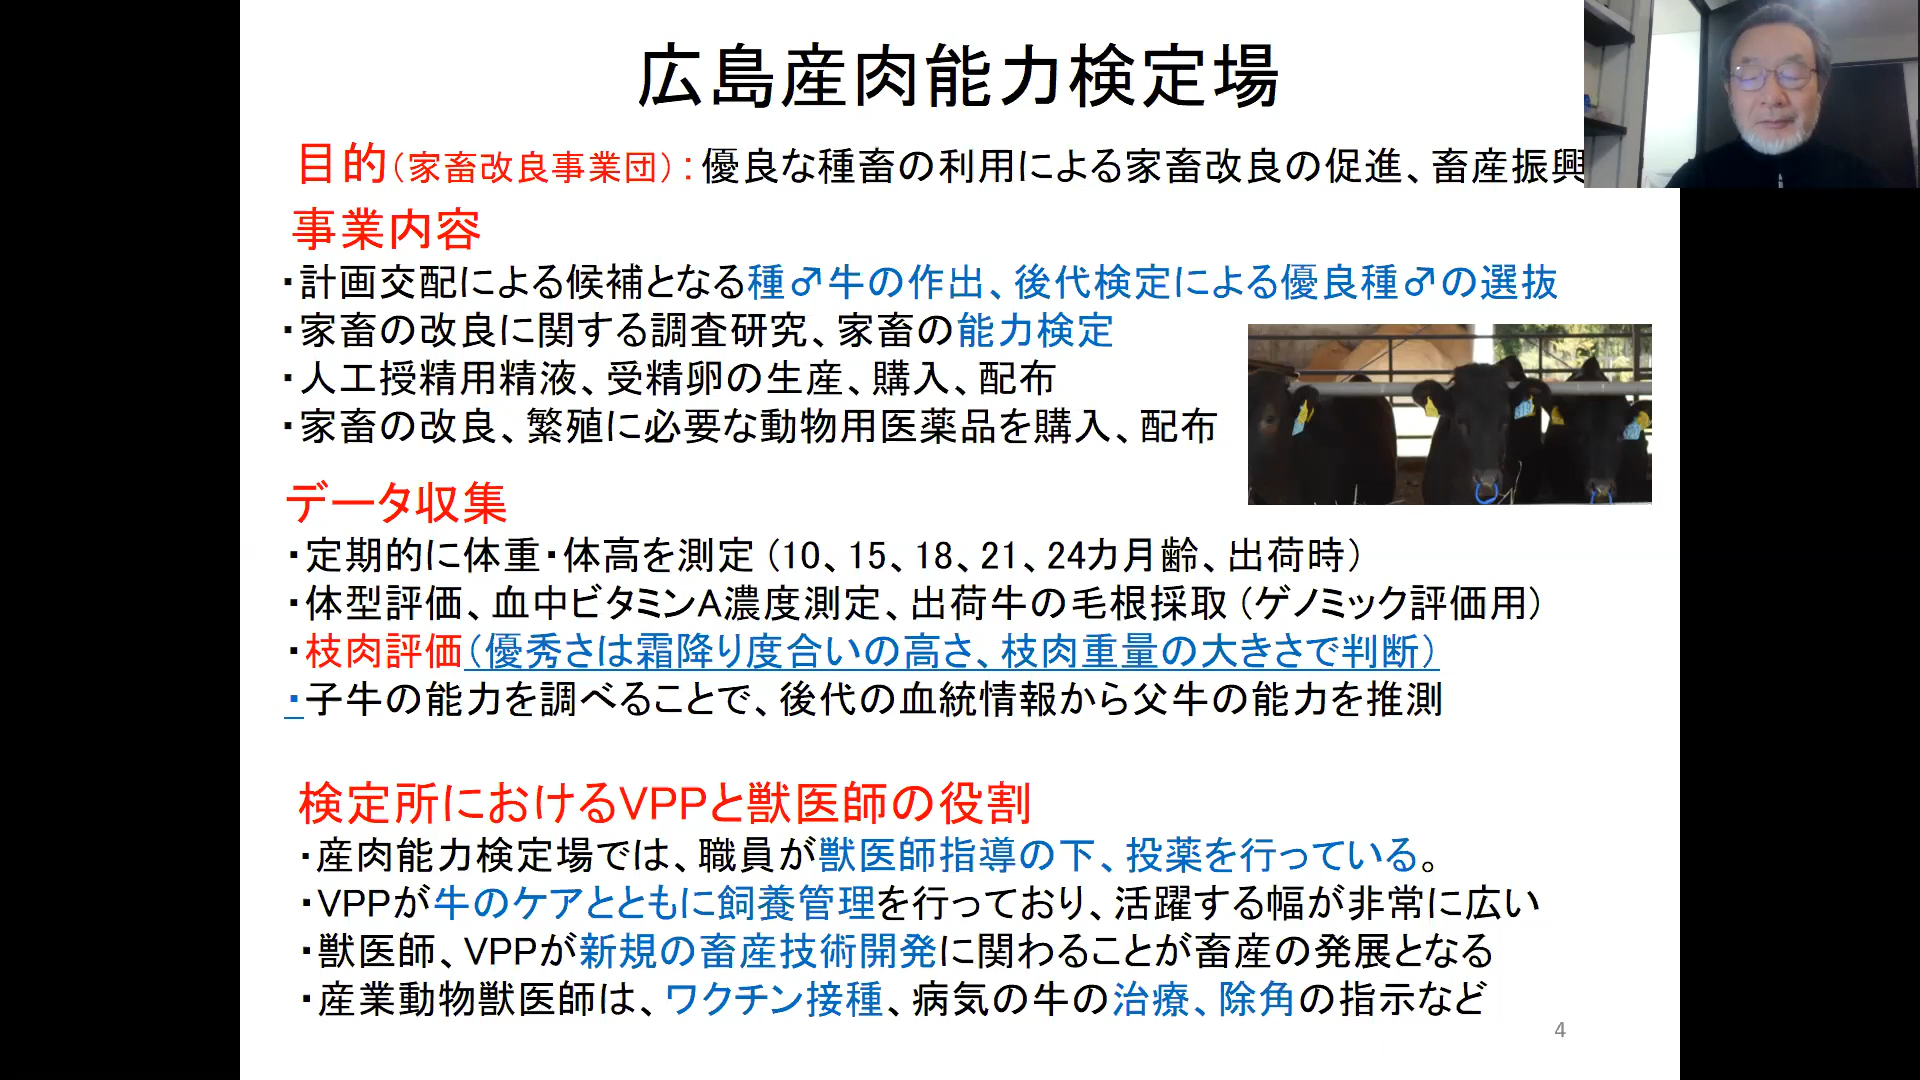 広島産肉能力検定場
目的（家畜改良事業団）：優良な種畜の利用による家畜改良の促進、畜産振興
事業内容
・計画交配による候補となる種♂牛の作出、後代検定による優良種♂の選抜
・家畜の改良に関する調査研究、家畜の能力検定
・人工授精用精液、受精卵の生産、購入、配布
・家畜の改良、繁殖に必要な動物用医薬品を購入、配布
データ収集
・定期的に体重・体高を測定（10、15、18、21、24カ月齢、出荷時）
・体型評価、血中ビタミンA濃度測定、出荷牛の毛根採取（ゲノミック評価用）
・枝肉評価（優秀さは霜降り度合いの高さ、枝肉重量の大きさで判断）
・子牛の能力を調べることで、後代の血統情報から父牛の能力を推測
検定所におけるVPPと獣医師の役割
・産肉能力検定場では、職員が獣医師指導の下、投薬を行っている。
・VPPが牛のケアとともに飼養管理を行っており、活躍する幅が非常に広い
・獣医師、VPPが新規の畜産技術開発に関わることが畜産の発展となる
・産業動物獣医師は、ワクチン接種、病気の牛の治療、除角の指示など
4